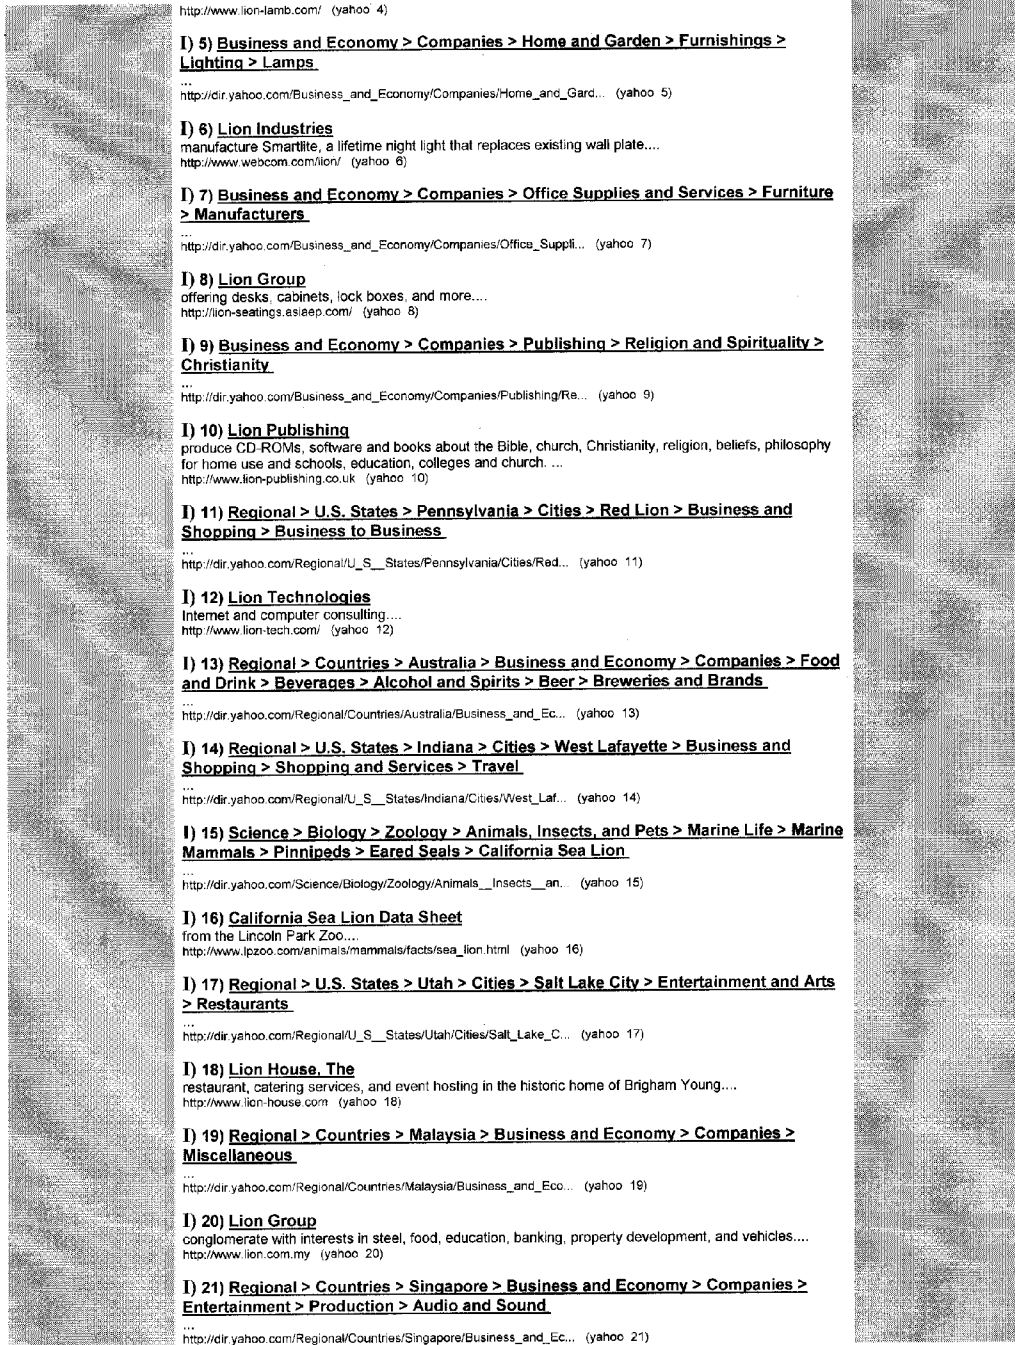 http://www.lion-lamb.com/ (yahoo 4)
I) 5) Business and Economy > Companies > Home and Garden > Furnishings >
Lighting > Lamps
...
http://dir.yahoo.com/Business_and_Economy/Companies/Home_and_Gard... (yahoo 5)
I) 6) Lion Industries
manufacture Smartlite, a lifetime night light that replaces existing wall plate....
http://www.webcom.com/lion/ (yahoo 6)
I) 7) Business and Economy > Companies > Office Supplies and Services > Furniture
> Manufacturers
...
http://dir.yahoo.com/Business_and_Economy/Companies/Office_Suppli... (yahoo 7)
I) 8) Lion Group
offering desks, cabinets, lock boxes, and more....
http://lion-seatings.asiaep.com/ (yahoo 8)
I) 9) Business and Economy > Companies > Publishing > Religion and Spirituality >
Christianity
...
http://dir.yahoo.com/Business_and_Economy/Companies/Publishing/Re... (yahoo 9)
I) 10) Lion Publishing
produce CD-ROMs, software and books about the Bible, church, Christianity, religion, beliefs, philosophy
for home use and schools, education, colleges and church. ...
http://www.lion-publishing.co.uk (yahoo 10)
I) 11) Regional > U.S. States > Pennsylvania > Cities > Red Lion > Business and
Shopping > Business to Business
...
http://dir.yahoo.com/Regional/U_S__States/Pennsylvania/Cities/Red... (yahoo 11)
I) 12) Lion Technologies
Internet and computer consulting....
http://www.lion-tech.com/ (yahoo 12)
I) 13) Regional > Countries > Australia > Business and Economy > Companies > Food
and Drink > Beverages > Alcohol and Spirits > Beer > Breweries and Brands
...
http://dir.yahoo.com/Regional/Countries/Australia/Business_and_Ec... (yahoo 13)
I) 14) Regional > U.S. States > Indiana > Cities > West Lafayette > Business and
Shopping > Shopping and Services > Travel
...
http://dir.yahoo.com/Regional/U_S__States/Indiana/Cities/West_Laf... (yahoo 14)
I) 15) Science > Biology > Zoology > Animals, Insects, and Pets > Marine Life > Marine
Mammals > Pinnipeds > Eared Seals > California Sea Lion
...
http://dir.yahoo.com/Science/Biology/Zoology/Animals__Insects__an... (yahoo 15)
I) 16) California Sea Lion Data Sheet
from the Lincoln Park Zoo....
http://www.lpzoo.com/animals/mammals/facts/sea_lion.html (yahoo 16)
I) 17) Regional > U.S. States > Utah > Cities > Salt Lake City > Entertainment and Arts
> Restaurants
...
http://dir.yahoo.com/Regional/U_S__States/Utah/Cities/Salt_Lake_C... (yahoo 17)
I) 18) Lion House, The
restaurant, catering services, and event hosting in the historic home of Brigham Young....
http://www.lion-house.com (yahoo 18)
I) 19) Regional > Countries > Malaysia > Business and Economy > Companies >
Miscellaneous
...
http://dir.yahoo.com/Regional/Countries/Malaysia/Business_and_Eco... (yahoo 19)
I) 20) Lion Group
conglomerate with interests in steel, food, education, banking, property development, and vehicles....
http://www.lion.com.my (yahoo 20)
I) 21) Regional > Countries > Singapore > Business and Economy > Companies >
Entertainment > Production > Audio and Sound
...
http://dir.yahoo.com/Regional/Countries/Singapore/Business_and_Ec... (yahoo 21)